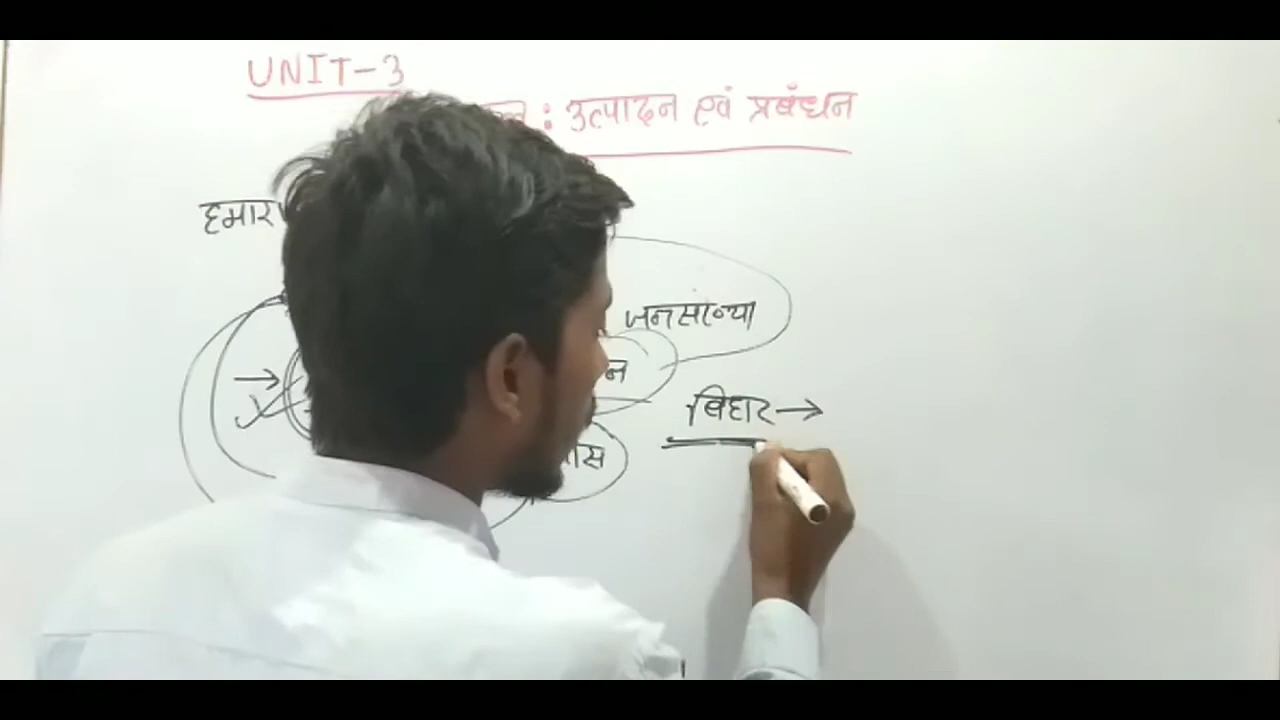 UNIT-3
: उत्पादन एवं प्रबंधन
हमारा
जनसंख्या
→
बिहार →